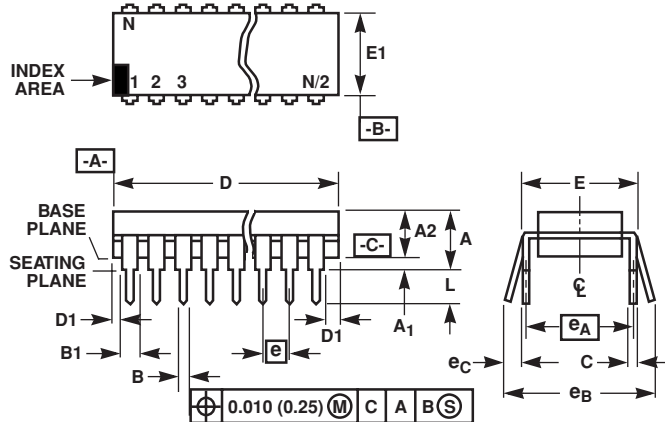 N
INDEX
AREA
1 2 3 N/2
E1
-B-
-A-
D
E
BASE
PLANE
SEATING
PLANE
-C-
A2
A
L
A1
D1
D1
B1
B
e
CL
eA
eC
C
eB
0.010 (0.25) M C A B S